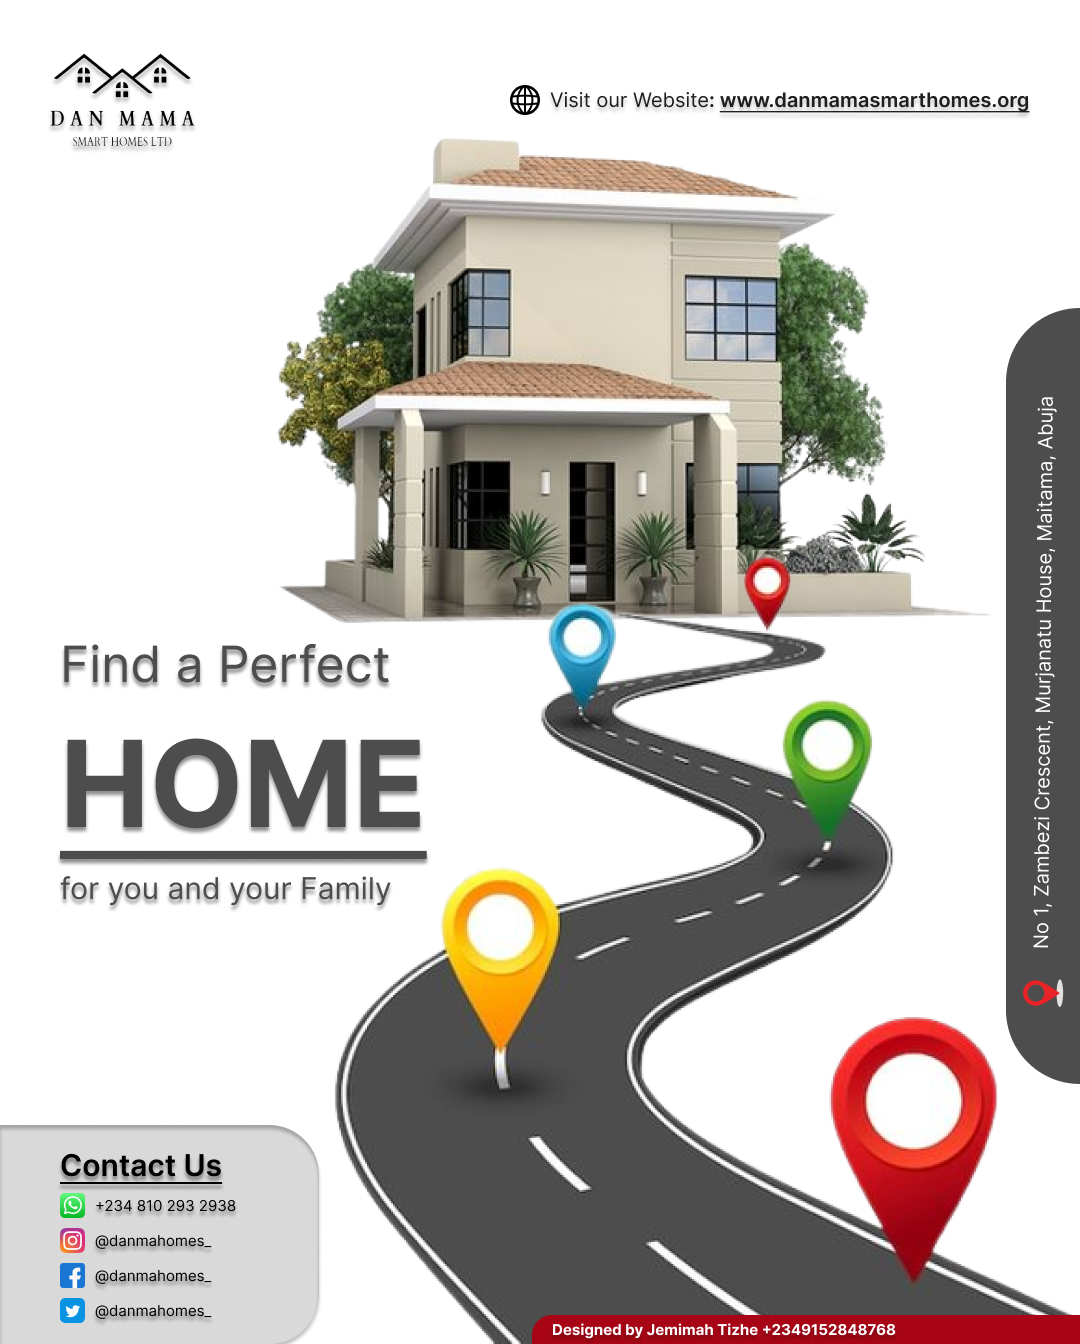 DAN MAMA
SMART HOMES LTD
Visit our Website: www.danmamasmarthomes.org
No 1, Zambezi Crescent, Murjanatu House, Maitama, Abuja
Find a Perfect
HOME
for you and your Family
Contact Us
+234 810 293 2938
@danmahomes_
@danmahomes_
@danmahomes_
Designed by Jemimah Tizhe +2349152848768